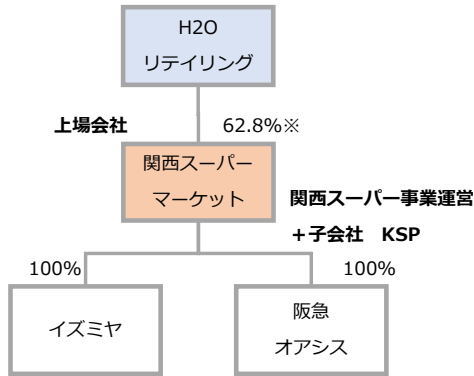 H2O
リテイリング
上場会社
62.8%※
関西スーパー
マーケット
関西スーパー事業運営
+子会社 KSP
100%
100%
イズミヤ
阪急
オアシス